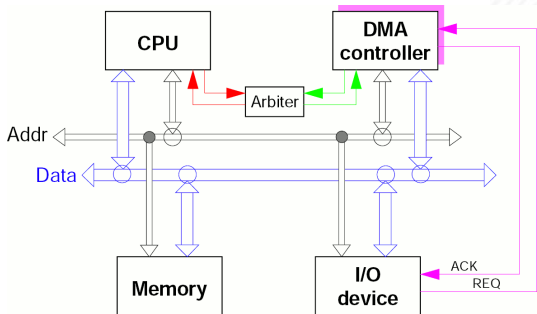 CPU
DMA
controller
Arbiter
Addr
Data
Memory
I/O
device
ACK
REQ